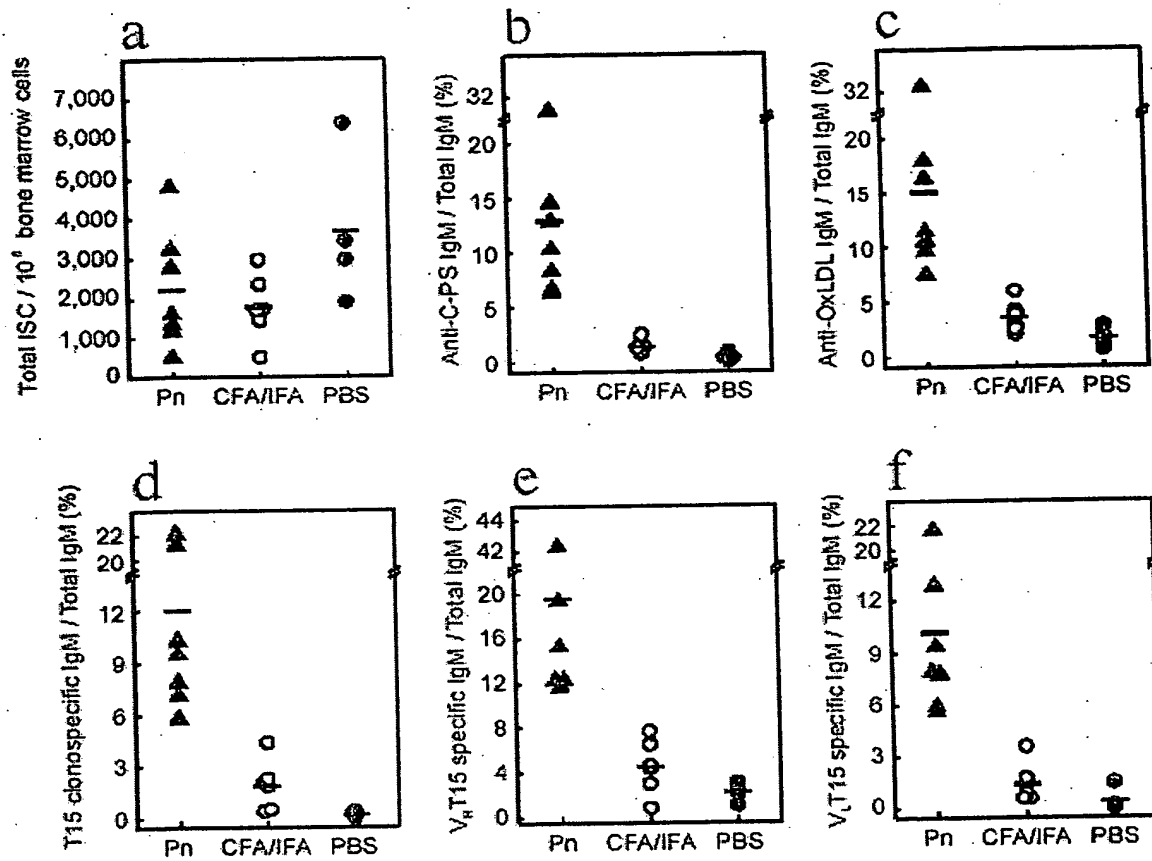 a
Total ISC / 10⁶ bone marrow cells
7,000
6,000
5,000
4,000
3,000
2,000
1,000
0
Pn CFA/IFA PBS
b
Anti-C-PS IgM / Total IgM (%)
32
20
15
10
5
0
Pn CFA/IFA PBS
c
Anti-OxLDL IgM / Total IgM (%)
32
20
15
10
5
0
Pn CFA/IFA PBS
d
T15 clonospecific IgM / Total IgM (%)
22
20
12
9
6
3
0
Pn CFA/IFA PBS
e
VHT15 specific IgM / Total IgM (%)
44
42
20
16
12
8
4
0
Pn CFA/IFA PBS
f
VLT15 specific IgM / Total IgM (%)
22
20
12
9
6
3
0
Pn CFA/IFA PBS